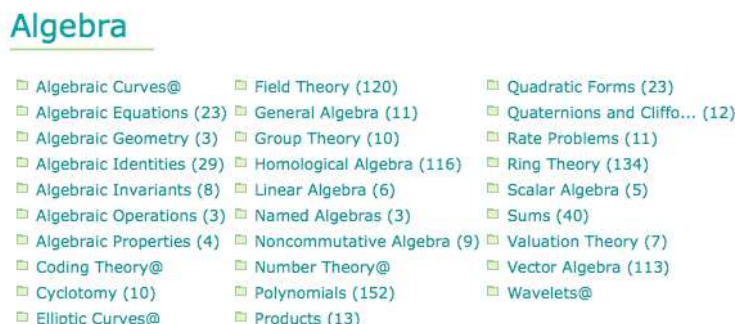 Algebra
Algebraic Curves@
Algebraic Equations (23)
Algebraic Geometry (3)
Algebraic Identities (29)
Algebraic Invariants (8)
Algebraic Operations (3)
Algebraic Properties (4)
Coding Theory@
Cyclotomy (10)
Elliptic Curves@
Field Theory (120)
General Algebra (11)
Group Theory (10)
Homological Algebra (116)
Linear Algebra (6)
Named Algebras (3)
Noncommutative Algebra (9)
Number Theory@
Polynomials (152)
Products (13)
Quadratic Forms (23)
Quaternions and Cliffo... (12)
Rate Problems (11)
Ring Theory (134)
Scalar Algebra (5)
Sums (40)
Valuation Theory (7)
Vector Algebra (113)
Wavelets@